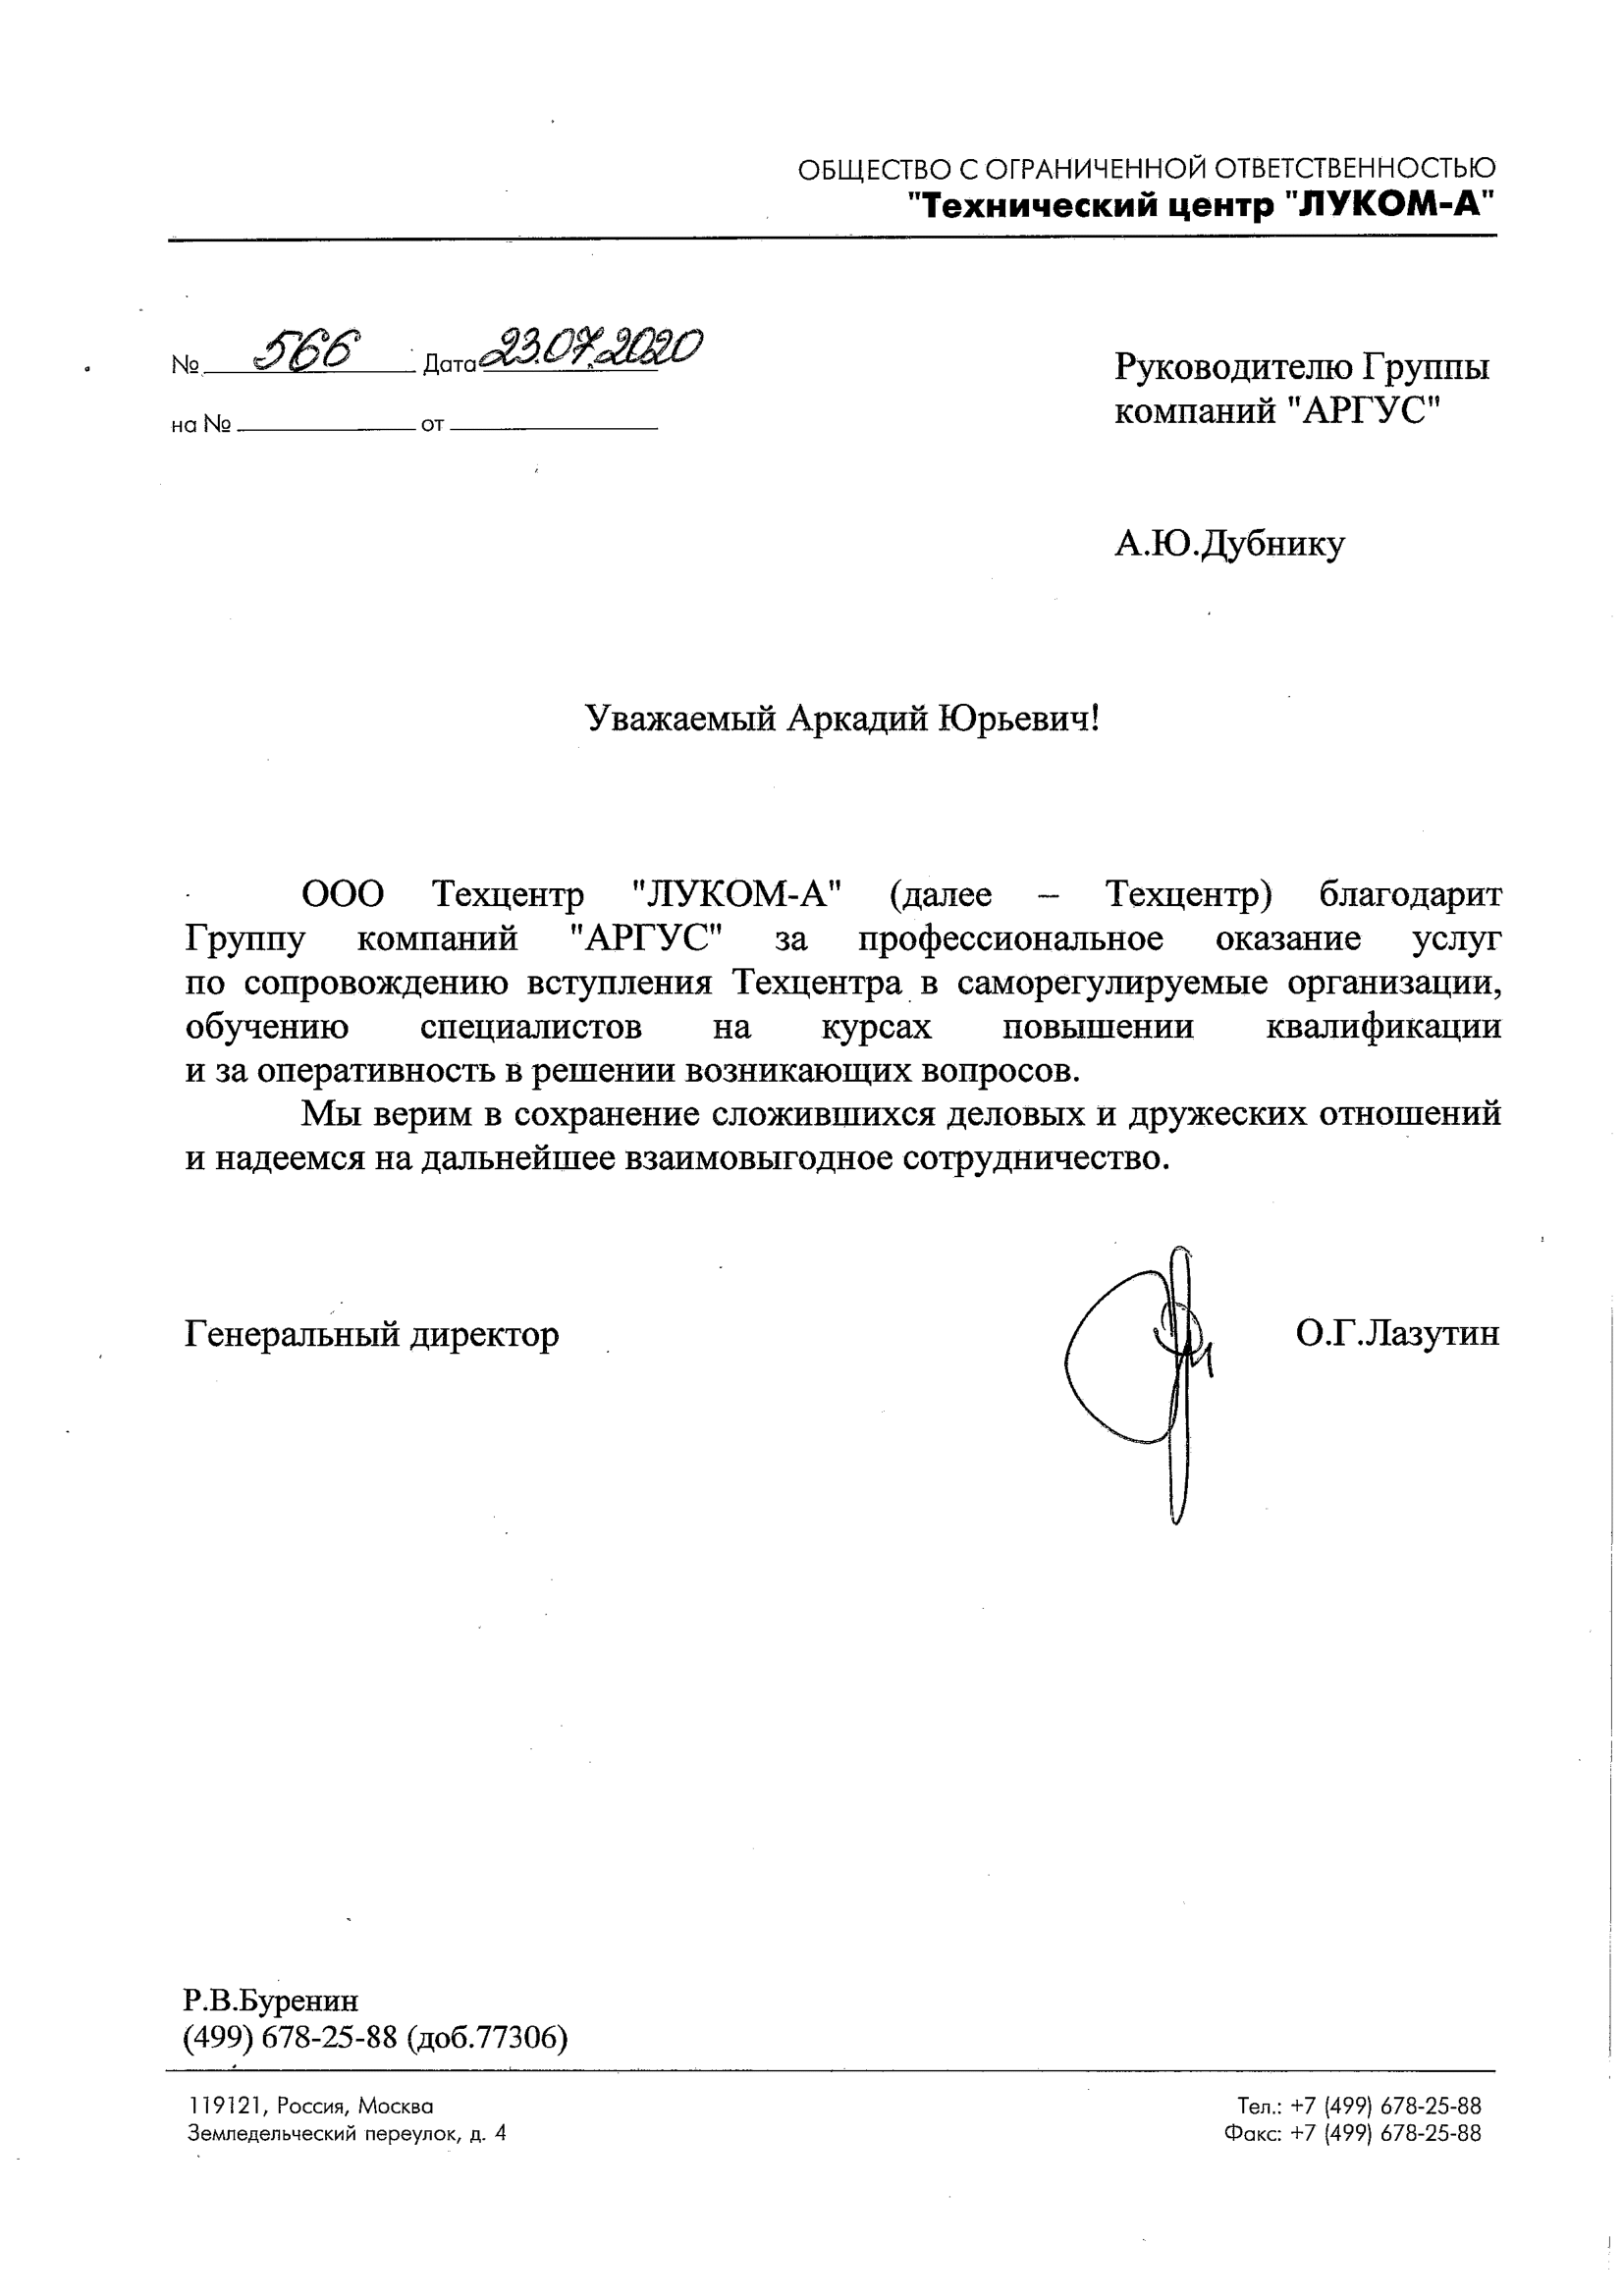 ОБЩЕСТВО С ОГРАНИЧЕННОЙ ОТВЕТСТВЕННОСТЬЮ
"Технический центр "ЛУКОМ-А"
№ 566 Дата 23.07.2020
на № от
Руководителю Группы
компаний "АРГУС"
А.Ю.Дубнику
Уважаемый Аркадий Юрьевич!
ООО Техцентр "ЛУКОМ-А" (далее – Техцентр) благодарит
Группу компаний "АРГУС" за профессиональное оказание услуг
по сопровождению вступления Техцентра в саморегулируемые организации,
обучению специалистов на курсах повышении квалификации
и за оперативность в решении возникающих вопросов.
Мы верим в сохранение сложившихся деловых и дружеских отношений
и надеемся на дальнейшее взаимовыгодное сотрудничество.
Генеральный директор О.Г.Лазутин
Р.В.Буренин
(499) 678-25-88 (доб.77306)
119121, Россия, Москва
Земледельческий переулок, д. 4
Тел.: +7 (499) 678-25-88
Факс: +7 (499) 678-25-88